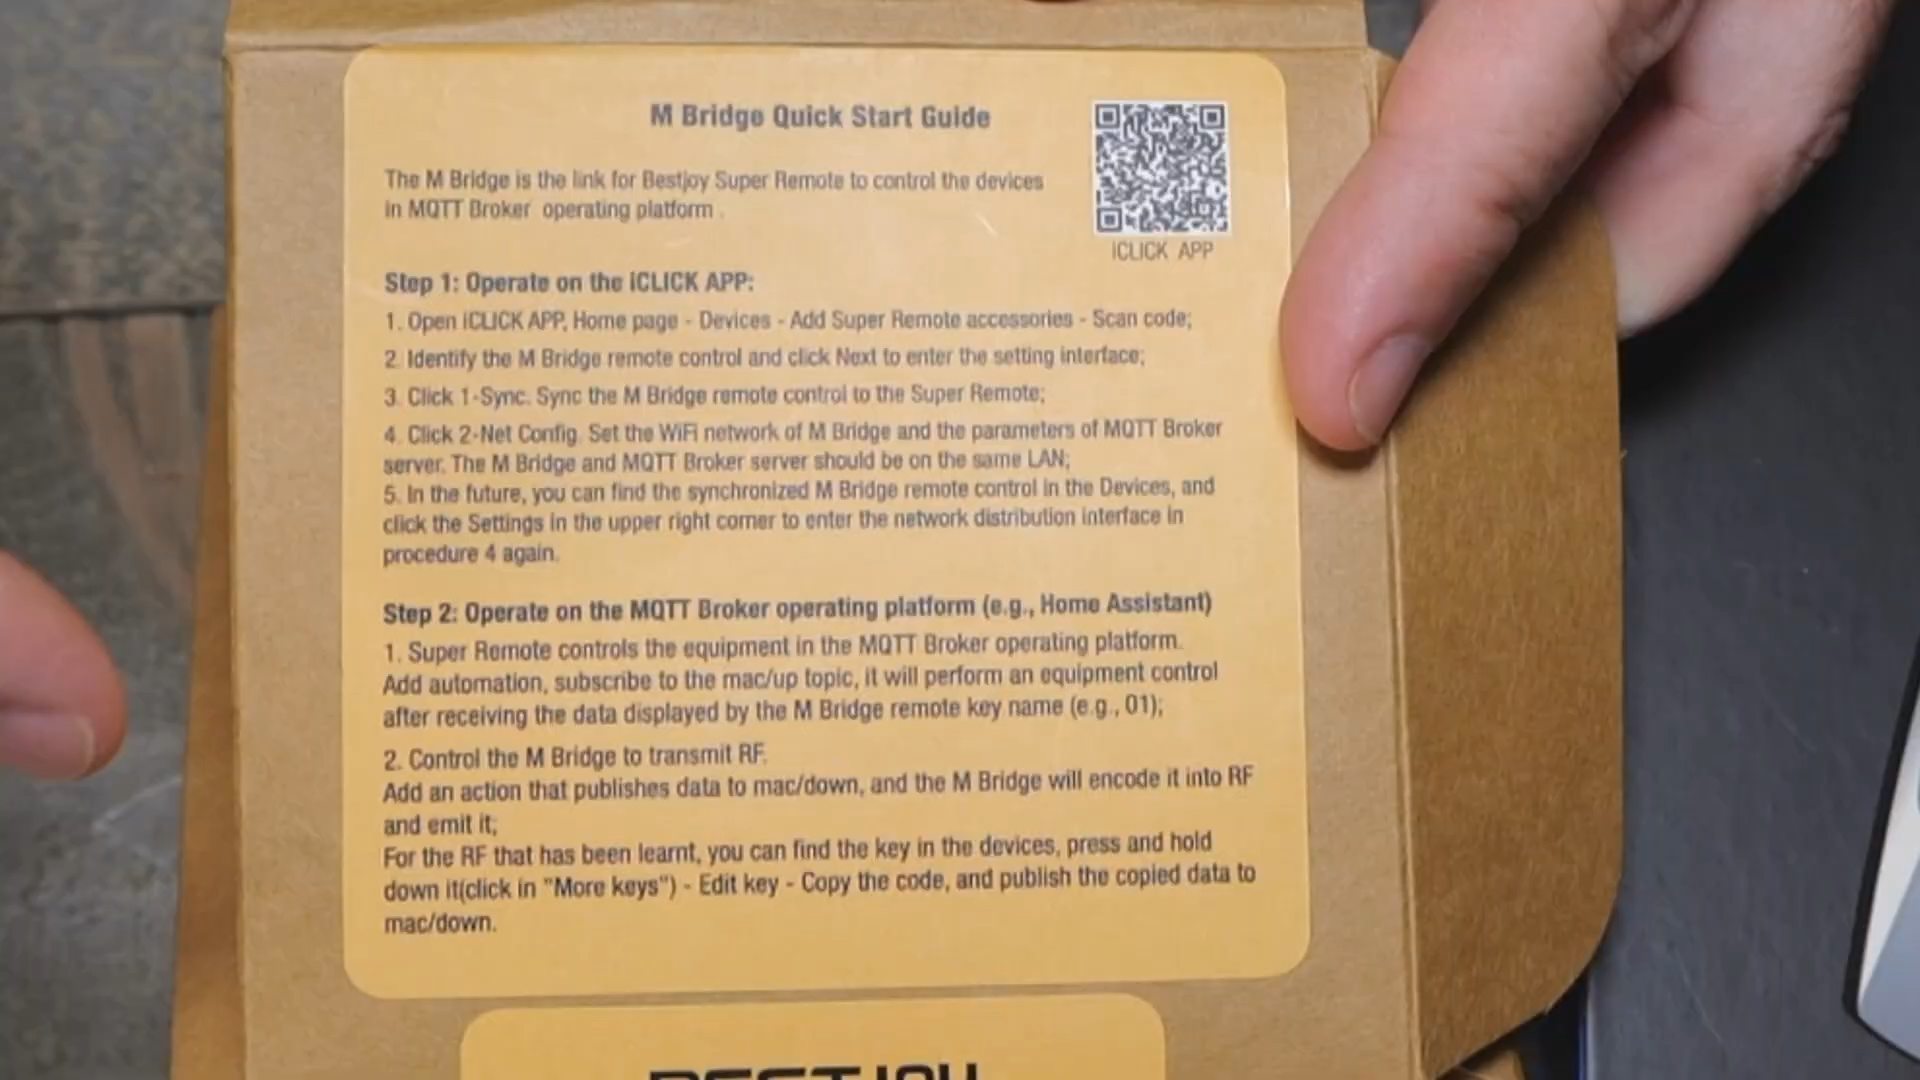 M Bridge Quick Start Guide
The M Bridge is the link for Bestjoy Super Remote to control the devices
in MQTT Broker operating platform .
iCLICK APP
Step 1: Operate on the iCLICK APP:
1. Open iCLICK APP, Home page - Devices - Add Super Remote accessories - Scan code;
2. Identify the M Bridge remote control and click Next to enter the setting interface;
3. Click 1-Sync. Sync the M Bridge remote control to the Super Remote;
4. Click 2-Net Config. Set the WiFi network of M Bridge and the parameters of MQTT Broker
server. The M Bridge and MQTT Broker server should be on the same LAN;
5. In the future, you can find the synchronized M Bridge remote control in the Devices, and
click the Settings in the upper right corner to enter the network distribution interface in
procedure 4 again.
Step 2: Operate on the MQTT Broker operating platform (e.g., Home Assistant)
1. Super Remote controls the equipment in the MQTT Broker operating platform.
Add automation, subscribe to the mac/up topic, it will perform an equipment control
after receiving the data displayed by the M Bridge remote key name (e.g., 01);
2. Control the M Bridge to transmit RF.
Add an action that publishes data to mac/down, and the M Bridge will encode it into RF
and emit it;
For the RF that has been learnt, you can find the key in the devices, press and hold
down it(click in "More keys") - Edit key - Copy the code, and publish the copied data to
mac/down.
BESTJOY